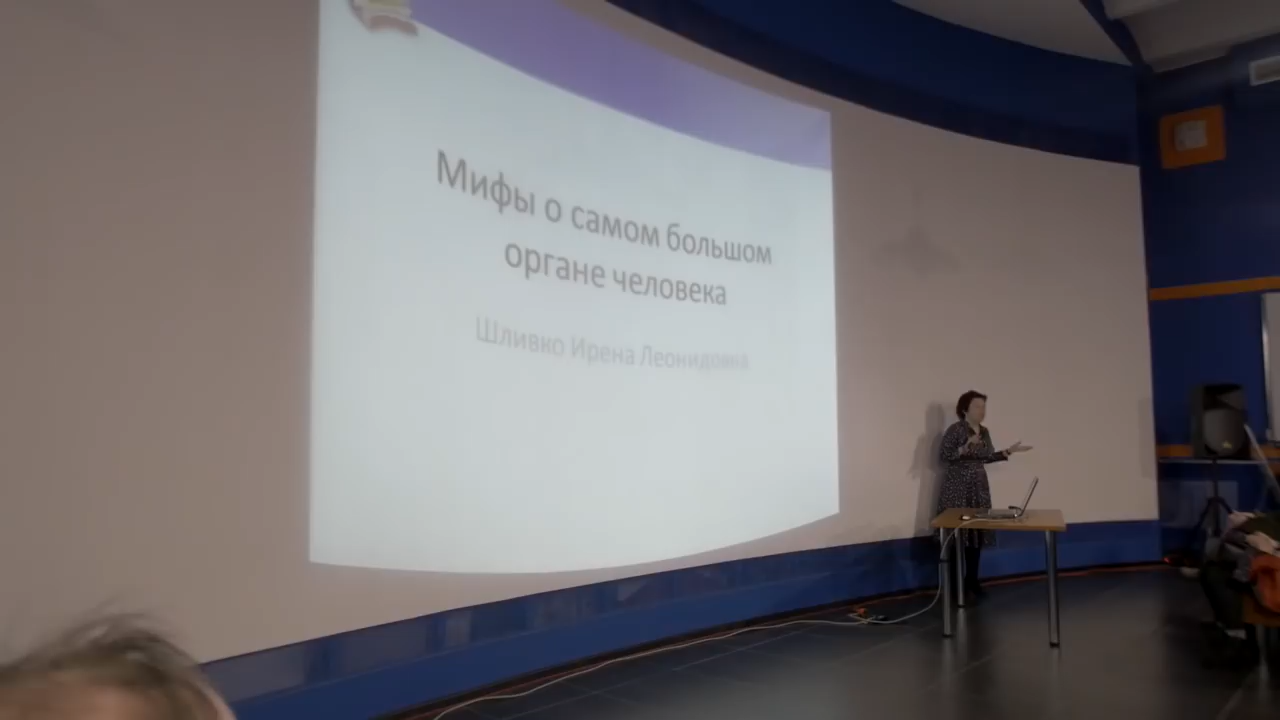 Мифы о самом большом
органе человека
Шливко Ирена Леонидовна